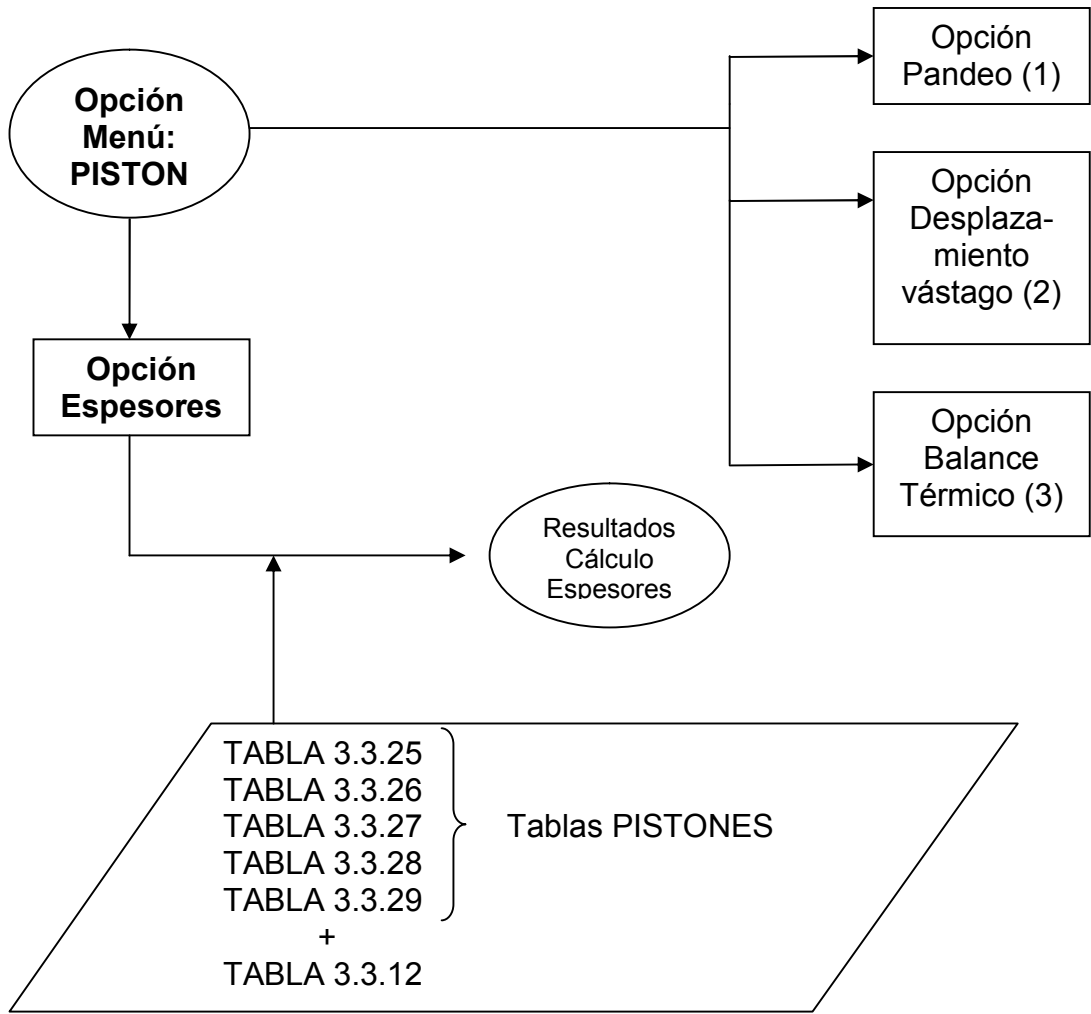 Opción
Menú:
PISTON
Opción
Pandeo (1)
Opción
Desplaza-
miento
vástago (2)
Opción
Espesores
Opción
Balance
Térmico (3)
Resultados
Cálculo
Espesores
TABLA 3.3.25
TABLA 3.3.26
TABLA 3.3.27
TABLA 3.3.28
TABLA 3.3.29
Tablas PISTONES
+
TABLA 3.3.12